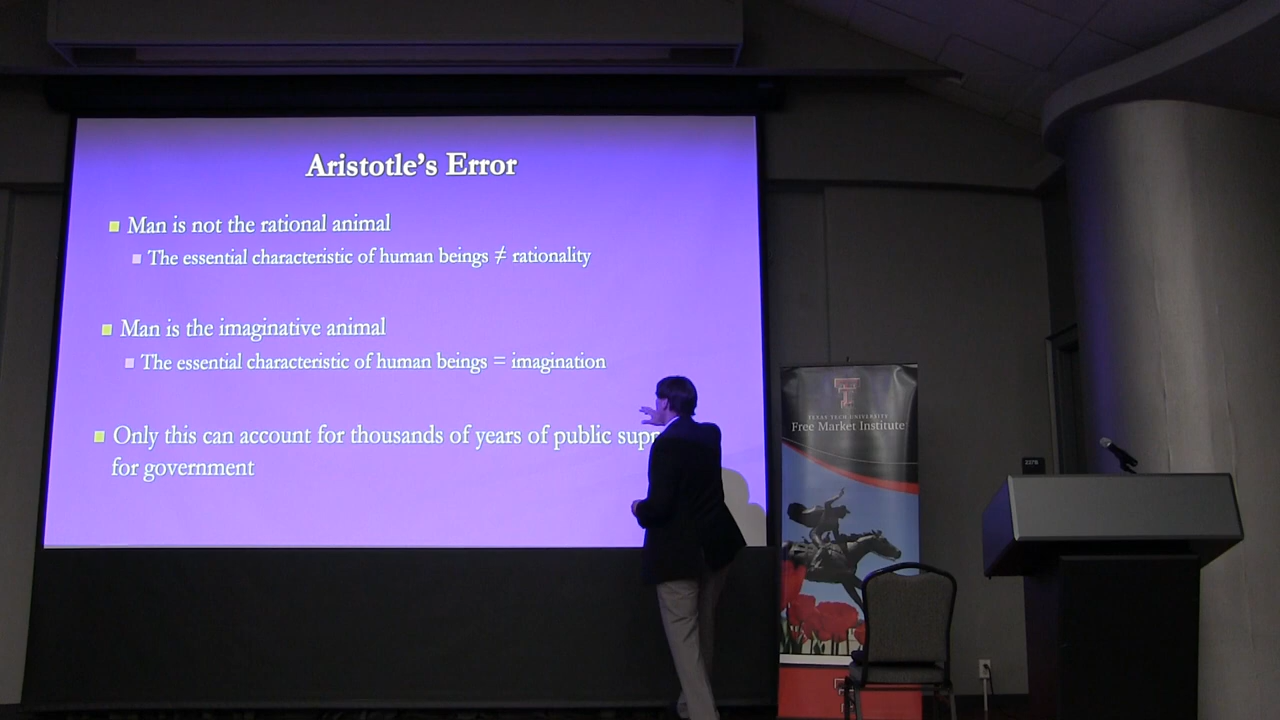 Aristotle's Error
Man is not the rational animal
The essential characteristic of human beings ≠ rationality
Man is the imaginative animal
The essential characteristic of human beings = imagination
Only this can account for thousands of years of public supp
for government
TEXAS TECH UNIVERSITY
Free Market Institute